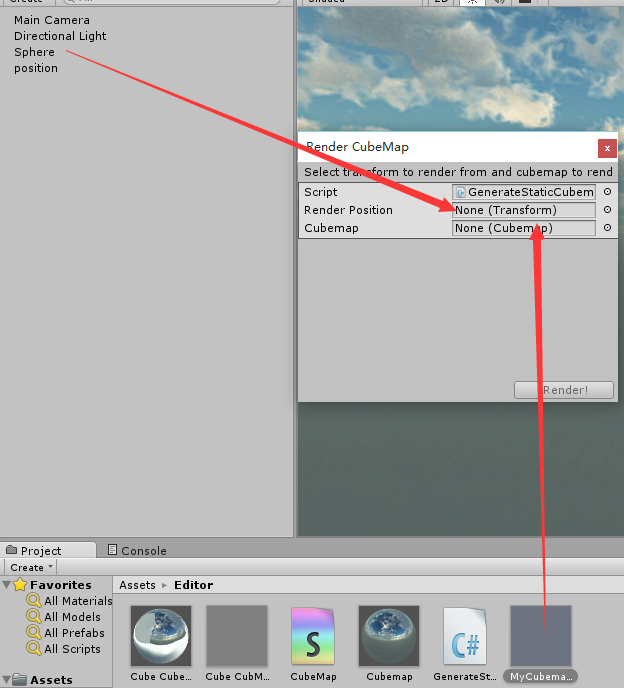 Main Camera
Directional Light
Sphere
position
Render CubeMap
x
Select transform to render from and cubemap to rend
Script
GenerateStaticCubem
Render Position
None (Transform)
Cubemap
None (Cubemap)
Render!
Project
Console
Create
Favorites
All Materials
All Models
All Prefabs
All Scripts
Assets
Assets ▸ Editor
Cube Cube...
Cube CubM...
S
CubeMap
Cubemap
C#
GenerateSt...
MyCubema...